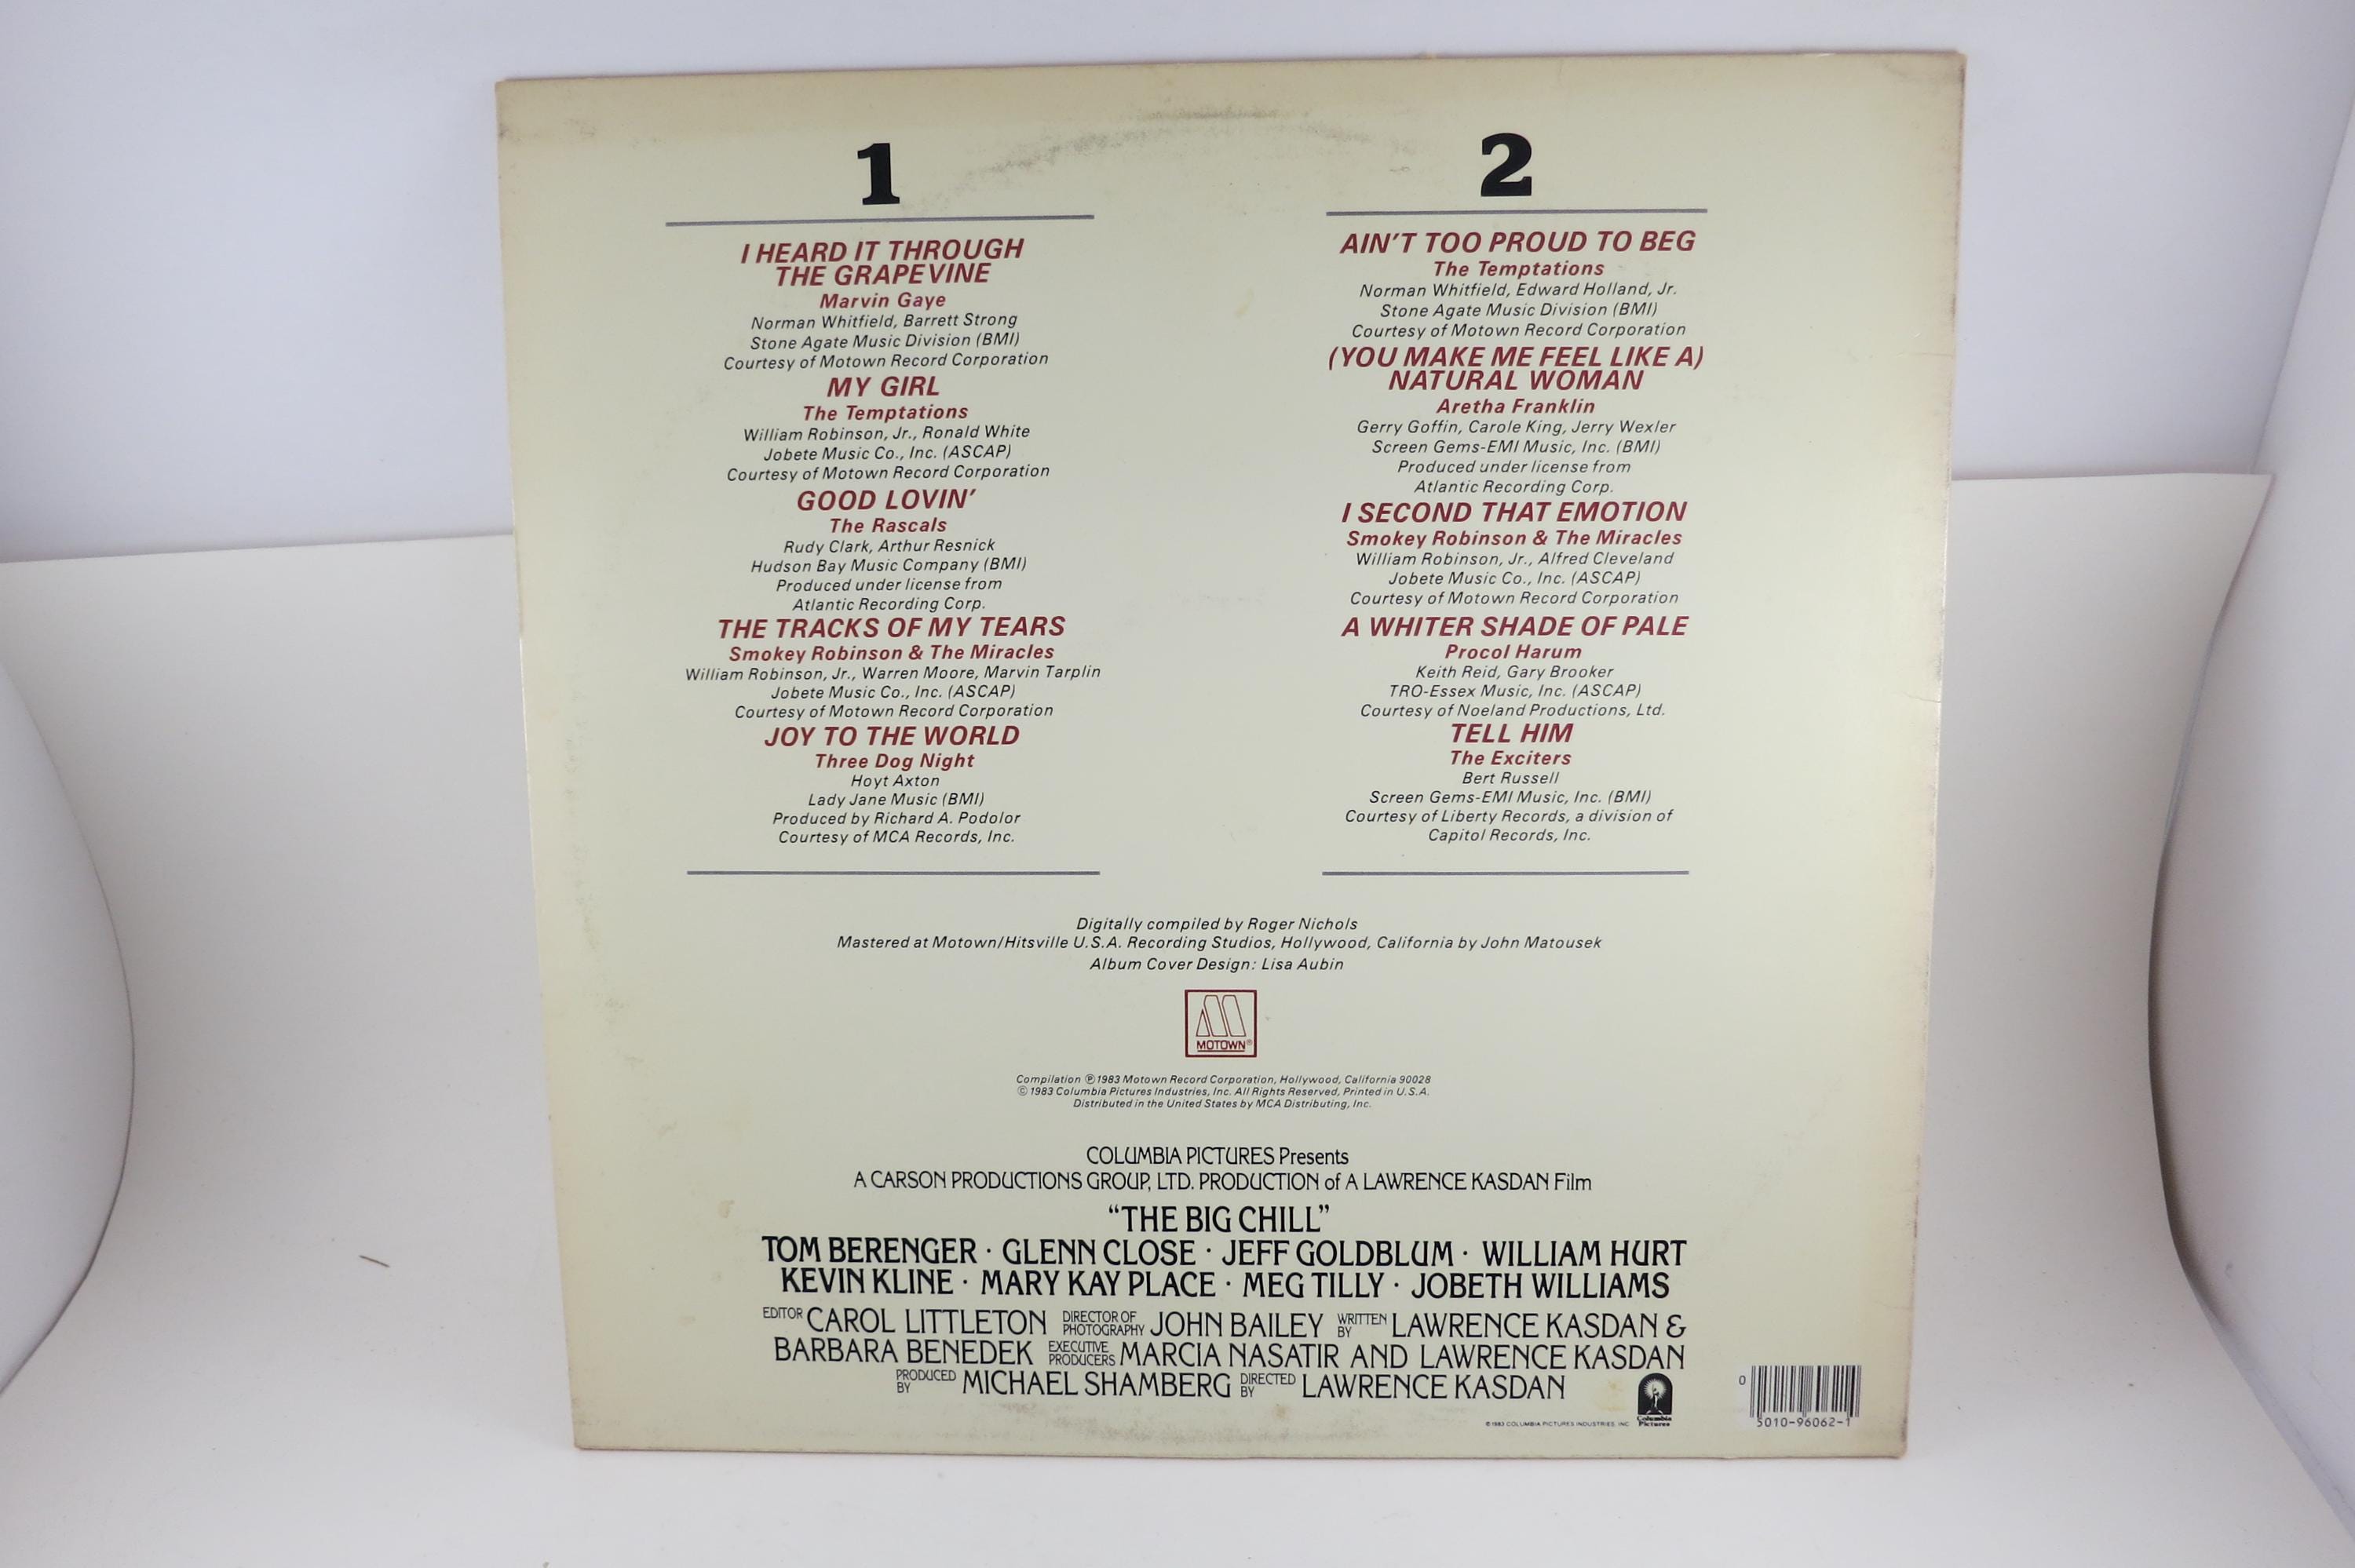 1
I HEARD IT THROUGH
THE GRAPEVINE
Marvin Gaye
Norman Whitfield, Barrett Strong
Stone Agate Music Division (BMI)
Courtesy of Motown Record Corporation
MY GIRL
The Temptations
William Robinson, Jr., Ronald White
Jobete Music Co., Inc. (ASCAP)
Courtesy of Motown Record Corporation
GOOD LOVIN'
The Rascals
Rudy Clark, Arthur Resnick
Hudson Bay Music Company (BMI)
Produced under license from
Atlantic Recording Corp.
THE TRACKS OF MY TEARS
Smokey Robinson & The Miracles
William Robinson, Jr., Warren Moore, Marvin Tarplin
Jobete Music Co., Inc. (ASCAP)
Courtesy of Motown Record Corporation
JOY TO THE WORLD
Three Dog Night
Hoyt Axton
Lady Jane Music (BMI)
Produced by Richard A. Podolor
Courtesy of MCA Records, Inc.
2
AIN'T TOO PROUD TO BEG
The Temptations
Norman Whitfield, Edward Holland, Jr.
Stone Agate Music Division (BMI)
Courtesy of Motown Record Corporation
(YOU MAKE ME FEEL LIKE A)
NATURAL WOMAN
Aretha Franklin
Gerry Goffin, Carole King, Jerry Wexler
Screen Gems-EMI Music, Inc. (BMI)
Produced under license from
Atlantic Recording Corp.
I SECOND THAT EMOTION
Smokey Robinson & The Miracles
William Robinson, Jr., Alfred Cleveland
Jobete Music Co., Inc. (ASCAP)
Courtesy of Motown Record Corporation
A WHITER SHADE OF PALE
Procol Harum
Keith Reid, Gary Brooker
TRO-Essex Music, Inc. (ASCAP)
Courtesy of Noeland Productions, Ltd.
TELL HIM
The Exciters
Bert Russell
Screen Gems-EMI Music, Inc. (BMI)
Courtesy of Liberty Records, a division of
Capitol Records, Inc.
Digitally compiled by Roger Nichols
Mastered at Motown/Hitsville U.S.A. Recording Studios, Hollywood, California by John Matousek
Album Cover Design: Lisa Aubin
MOTOWN®
Compilation ℗ 1983 Motown Record Corporation, Hollywood, California 90028
© 1983 Columbia Pictures Industries, Inc. All Rights Reserved, Printed in U.S.A.
Distributed in the United States by MCA Distributing, Inc.
COLUMBIA PICTURES Presents
A CARSON PRODUCTIONS GROUP, LTD. PRODUCTION of A LAWRENCE KASDAN Film
"THE BIG CHILL"
TOM BERENGER · GLENN CLOSE · JEFF GOLDBLUM · WILLIAM HURT
KEVIN KLINE · MARY KAY PLACE · MEG TILLY · JOBETH WILLIAMS
EDITOR CAROL LITTLETON DIRECTOR OF PHOTOGRAPHY JOHN BAILEY WRITTEN BY LAWRENCE KASDAN &
BARBARA BENEDEK EXECUTIVE PRODUCERS MARCIA NASATIR AND LAWRENCE KASDAN
PRODUCED BY MICHAEL SHAMBERG DIRECTED BY LAWRENCE KASDAN
© 1983 COLUMBIA PICTURES INDUSTRIES, INC.
Columbia
Pictures
0
5010-96062-1